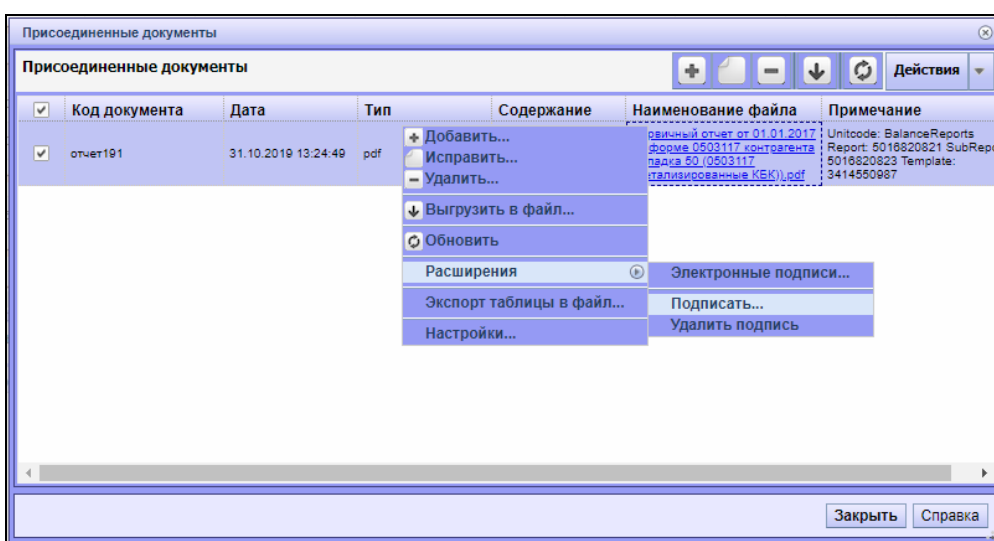 Присоединенные документы
Присоединенные документы
Действия
Код документа Дата Тип Содержание Наименование файла Примечание
отчет191 31.10.2019 13:24:49 pdf
рвичный отчет от 01.01.2017
форме 0503117 контрагента
падка 50 (0503117
тализированные КБК)).pdf
Unitcode: BalanceReports
Report: 5016820821 SubRepo
5016820823 Template:
3414550987
Добавить...
Исправить...
Удалить...
Выгрузить в файл...
Обновить
Расширения
Экспорт таблицы в файл...
Настройки...
Электронные подписи...
Подписать...
Удалить подпись
Закрыть Справка